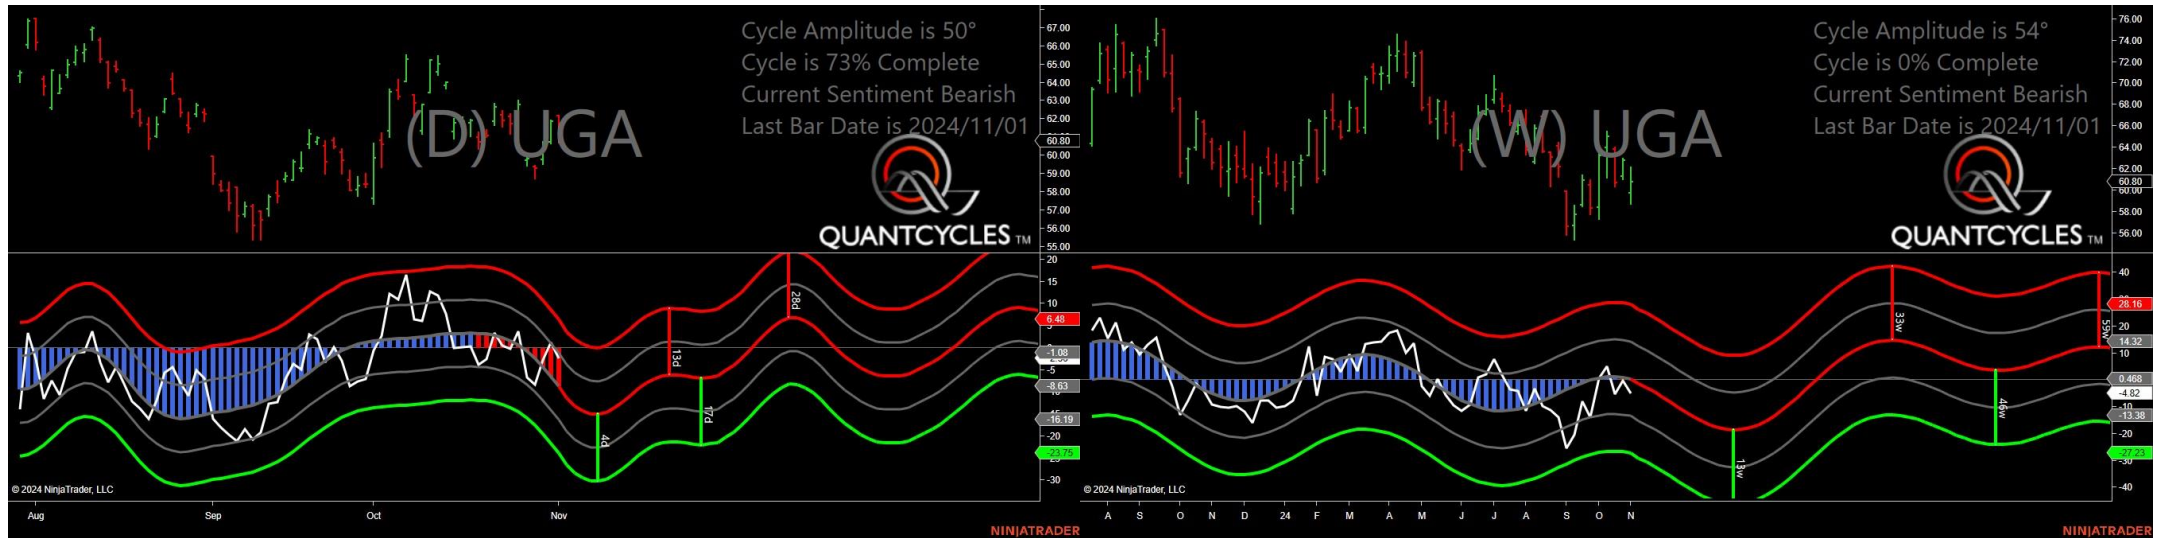 Cycle Amplitude is 50°
Cycle is 73% Complete
Current Sentiment Bearish
Last Bar Date is 2024/11/01
(D) UGA
QUANTCYCLES TM
67.00
66.00
65.00
64.00
63.00
62.00
60.80
60.00
59.00
58.00
57.00
56.00
55.00
20
15
10
6.48
-1.08
-5
-8.63
-16.19
-20
-23.75
-30
4d
13d
17d
28d
© 2024 NinjaTrader, LLC
Aug Sep Oct Nov
NINJATRADER
Cycle Amplitude is 54°
Cycle is 0% Complete
Current Sentiment Bearish
Last Bar Date is 2024/11/01
(W) UGA
QUANTCYCLES TM
76.00
74.00
72.00
70.00
68.00
66.00
64.00
62.00
60.80
60.00
58.00
56.00
40
28.16
20
14.32
10
0.468
-4.82
-10
-13.38
-20
-27.23
-30
-40
13w
33w
46w
59w
© 2024 NinjaTrader, LLC
A S O N D 24 F M A M J J A S O N
NINJATRADER